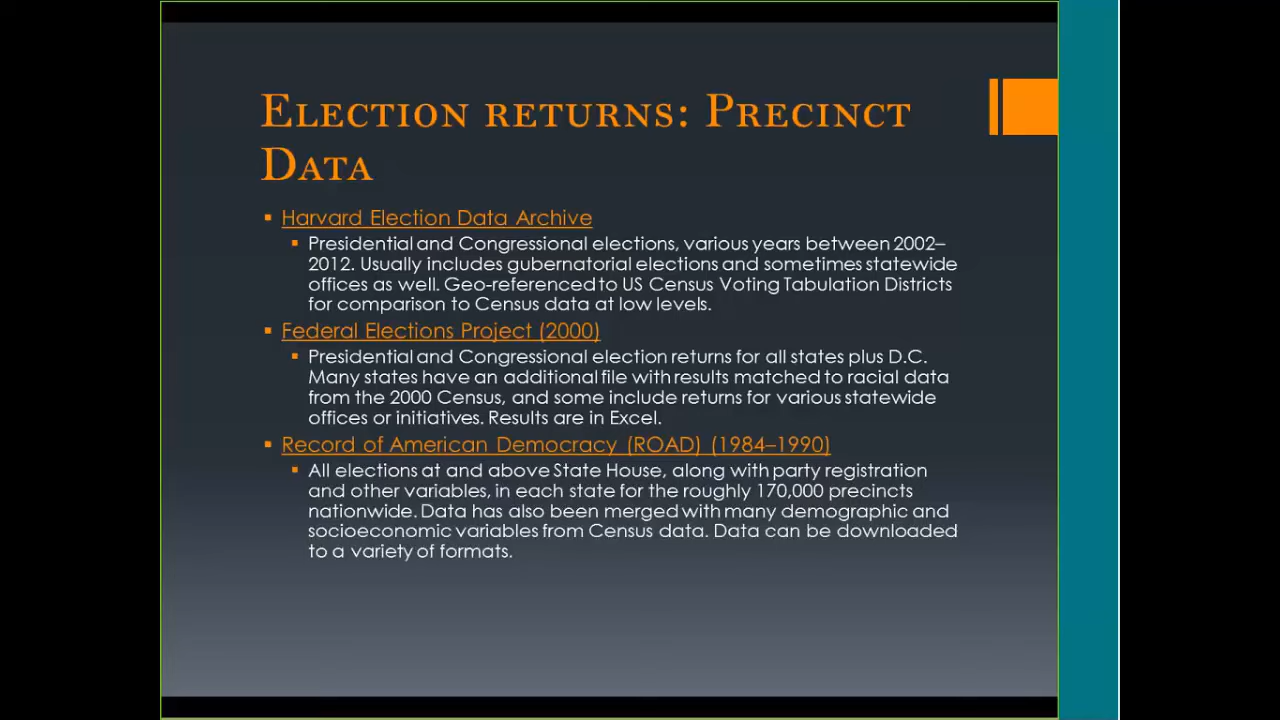 Election returns: Precinct
Data
Harvard Election Data Archive
Presidential and Congressional elections, various years between 2002–
2012. Usually includes gubernatorial elections and sometimes statewide
offices as well. Geo-referenced to US Census Voting Tabulation Districts
for comparison to Census data at low levels.
Federal Elections Project (2000)
Presidential and Congressional election returns for all states plus D.C.
Many states have an additional file with results matched to racial data
from the 2000 Census, and some include returns for various statewide
offices or initiatives. Results are in Excel.
Record of American Democracy (ROAD) (1984–1990)
All elections at and above State House, along with party registration
and other variables, in each state for the roughly 170,000 precincts
nationwide. Data has also been merged with many demographic and
socioeconomic variables from Census data. Data can be downloaded
to a variety of formats.